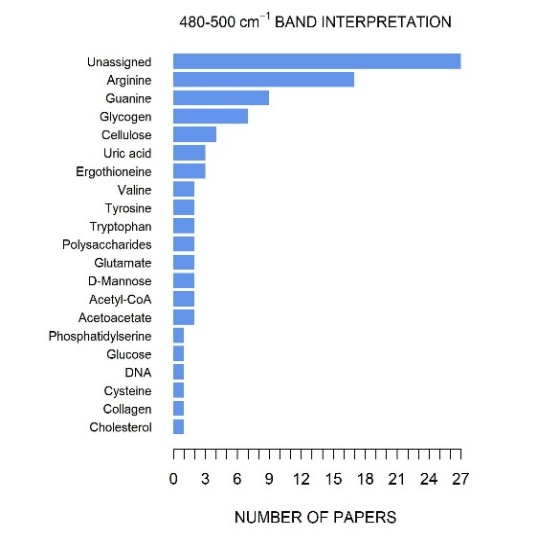 480-500 cm⁻¹ BAND INTERPRETATION
Unassigned
Arginine
Guanine
Glycogen
Cellulose
Uric acid
Ergothioneine
Valine
Tyrosine
Tryptophan
Polysaccharides
Glutamate
D-Mannose
Acetyl-CoA
Acetoacetate
Phosphatidylserine
Glucose
DNA
Cysteine
Collagen
Cholesterol
0 3 6 9 12 15 18 21 24 27
NUMBER OF PAPERS